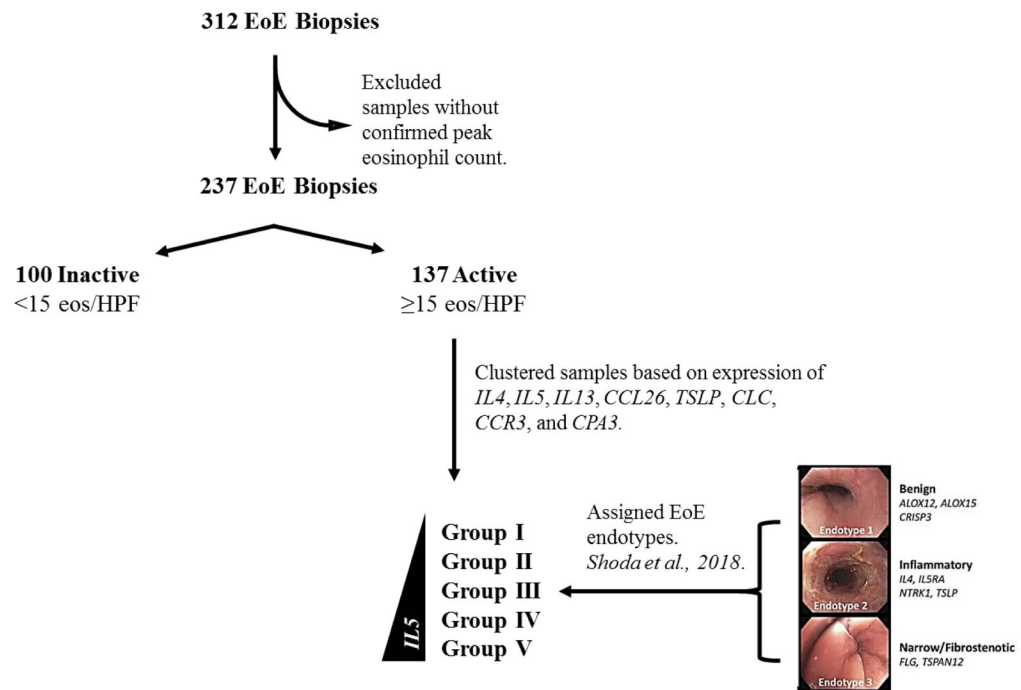 312 EoE Biopsies
Excluded
samples without
confirmed peak
eosinophil count.
237 EoE Biopsies
100 Inactive
<15 eos/HPF
137 Active
≥15 eos/HPF
Clustered samples based on expression of
IL4, IL5, IL13, CCL26, TSLP, CLC,
CCR3, and CPA3.
IL5
Group I
Group II
Group III
Group IV
Group V
Assigned EoE
endotypes.
Shoda et al., 2018.
Endotype 1
Benign
ALOX12, ALOX15
CRISP3
Endotype 2
Inflammatory
IL4, IL5RA
NTRK1, TSLP
Endotype 3
Narrow/Fibrostenotic
FLG, TSPAN12